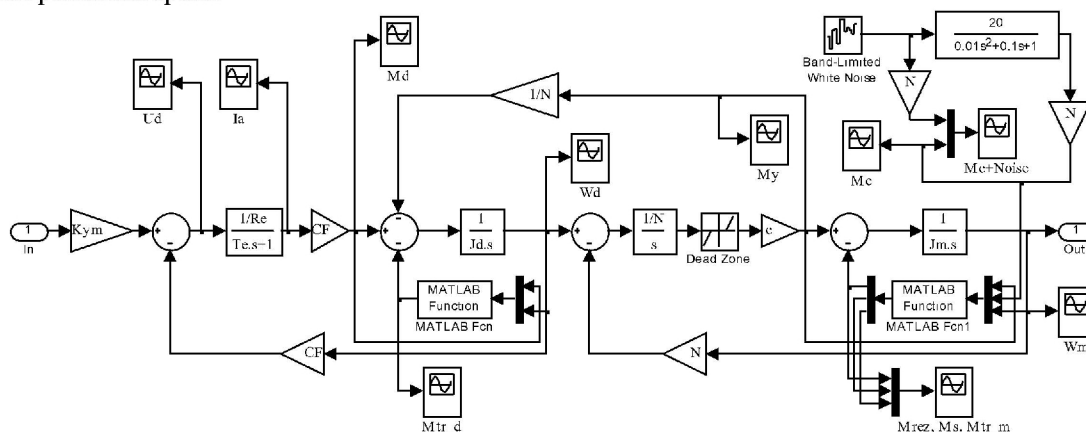 Md
20
0.01s²+0.1s+1
Band-Limited
White Noise
Ud
Ia
1/N
N
N
Mc
Mc+Noise
Wd
My
1
In
Kym
1/Re
Te.s-1
CF
1
Jd.s
1/N
s
Dead Zone
c
1
Jm.s
1
Out
MATLAB
Function
MATLAB Fcn
MATLAB
Function
MATLAB Fcn1
CF
N
Wm
Mtr_d
Mrez, Ms, Mtr_m